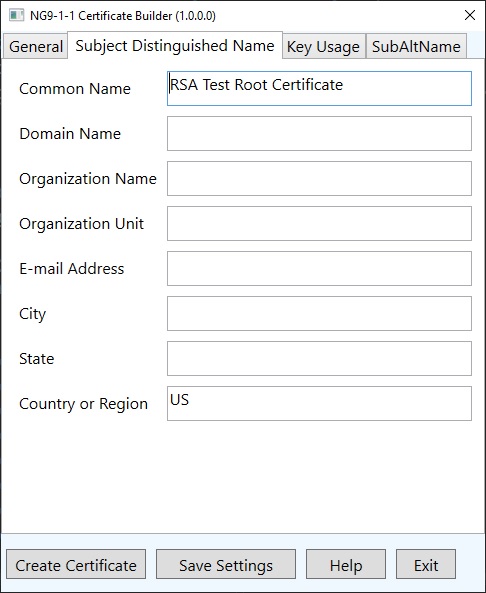 NG9-1-1 Certificate Builder (1.0.0.0)
General Subject Distinguished Name Key Usage SubAltName
Common Name RSA Test Root Certificate
Domain Name
Organization Name
Organization Unit
E-mail Address
City
State
Country or Region US
Create Certificate Save Settings Help Exit